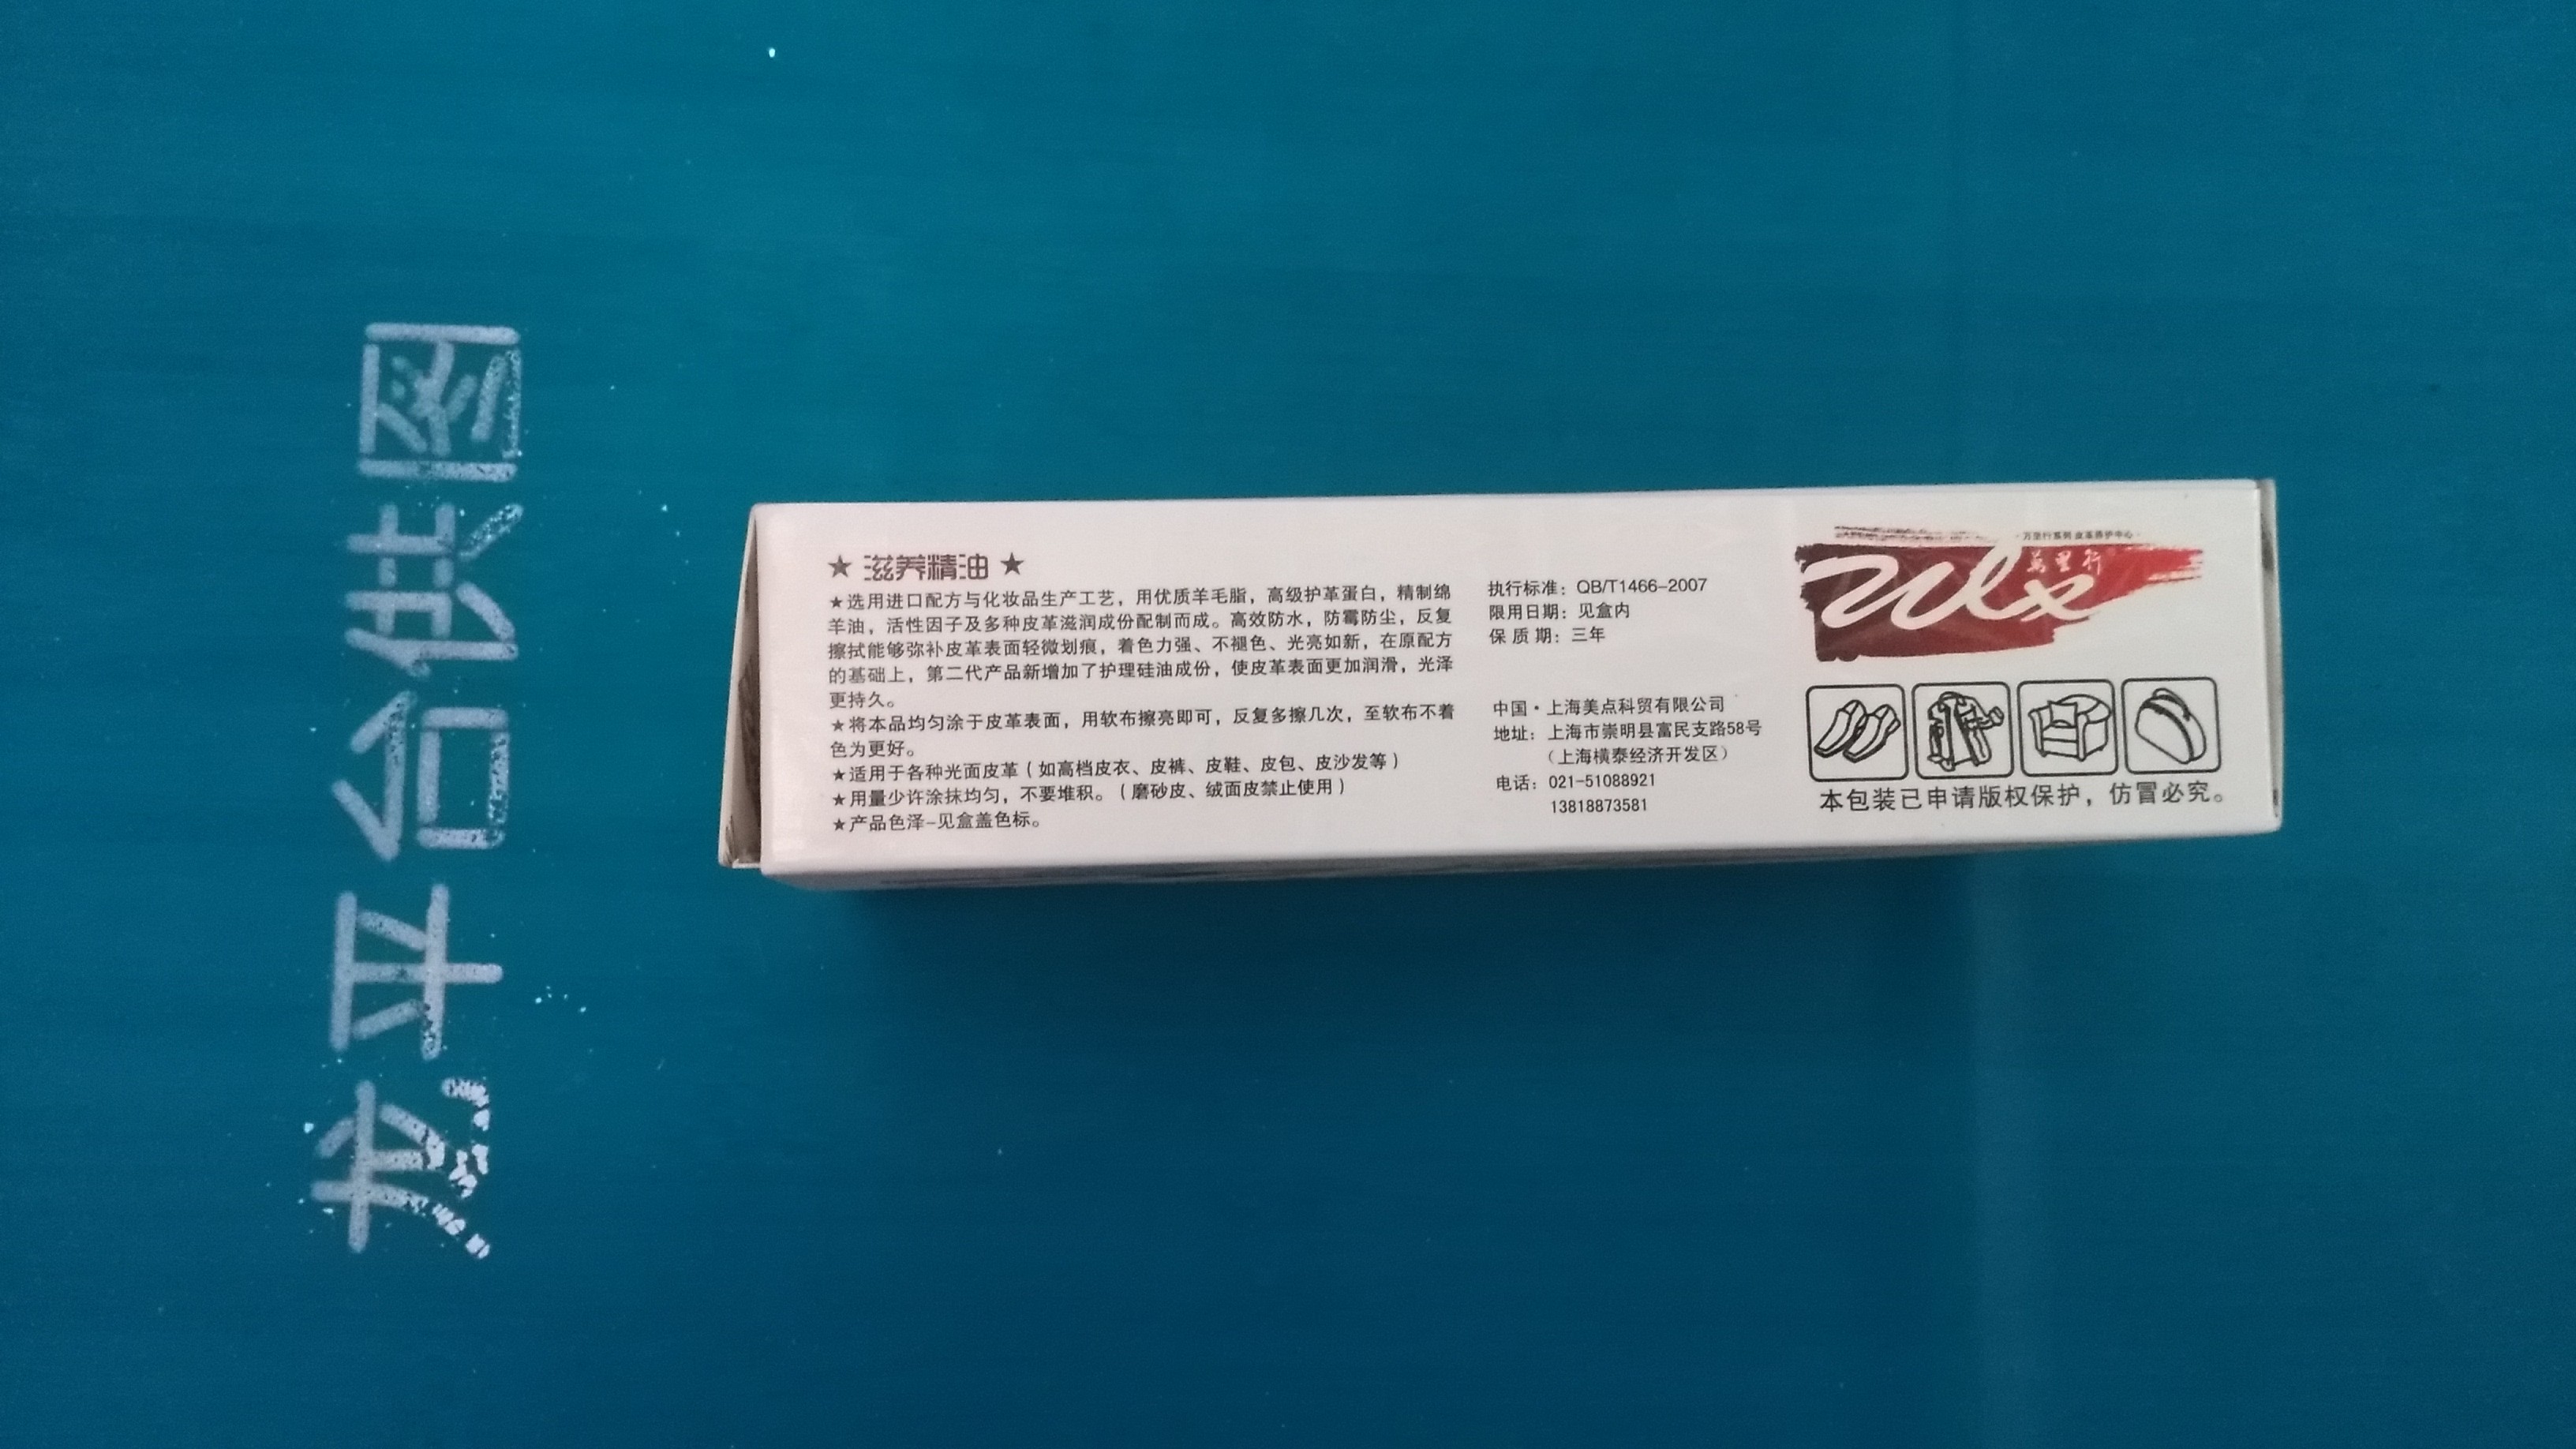 龙平台供图
★ 滋养精油 ★
★选用进口配方与化妆品生产工艺，用优质羊毛脂，高级护革蛋白，精制绵
羊油，活性因子及多种皮革滋润成份配制而成。高效防水，防霉防尘，反复
擦拭能够弥补皮革表面轻微划痕，着色力强、不褪色、光亮如新，在原配方
的基础上，第二代产品新增加了护理硅油成份，使皮革表面更加润滑，光泽
更持久。
★将本品均匀涂于皮革表面，用软布擦亮即可，反复多擦几次，至软布不着
色为更好。
★适用于各种光面皮革（如高档皮衣、皮裤、皮鞋、皮包、皮沙发等）
★用量少许涂抹均匀，不要堆积。（磨砂皮、绒面皮禁止使用）
★产品色泽-见盒盖色标。
执行标准：QB/T1466-2007
限用日期：见盒内
保 质 期：三年
中国·上海美点科贸有限公司
地址：上海市崇明县富民支路58号
（上海横泰经济开发区）
电话：021-51088921
13818873581
万里行系列 皮革保护中心
萬里行
Wlx
本包装已申请版权保护，仿冒必究。